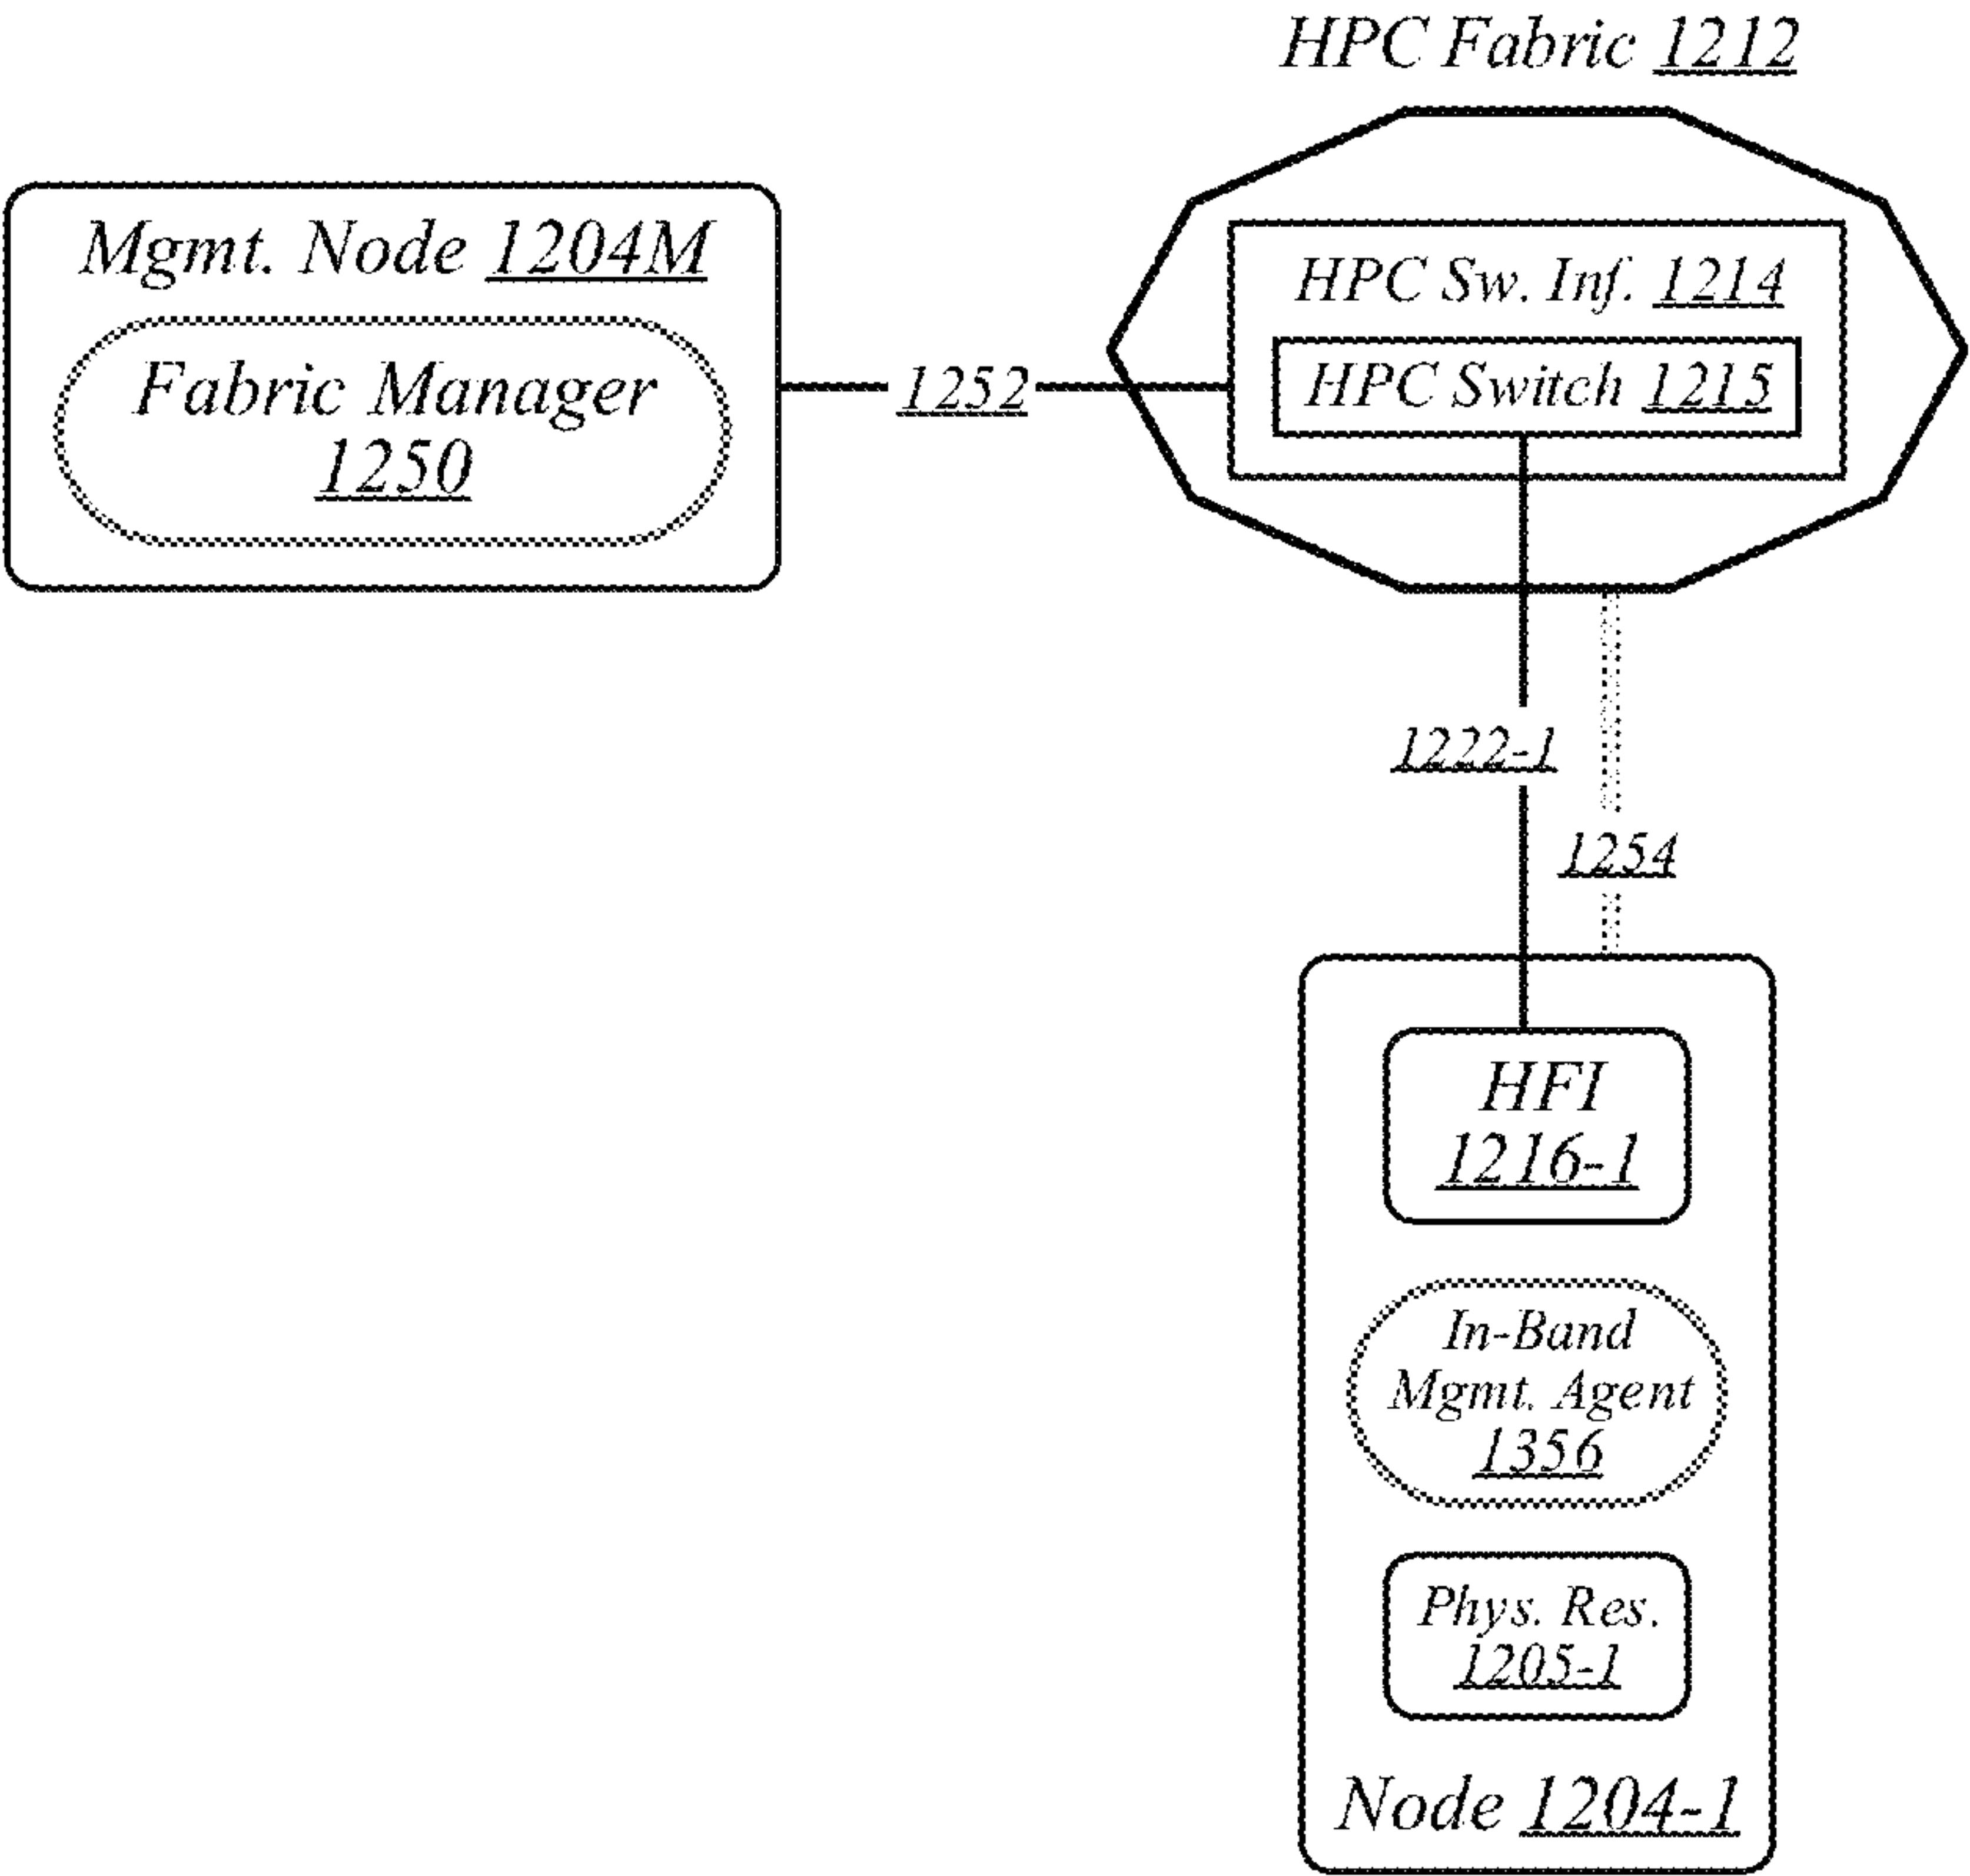 HPC Fabric 1212
Mgmt. Node 1204M
Fabric Manager
1250
1252
HPC Sw. Inf. 1214
HPC Switch 1215
1222-1
1254
HFI
1216-1
In-Band
Mgmt. Agent
1356
Phys. Res.
1205-1
Node 1204-1